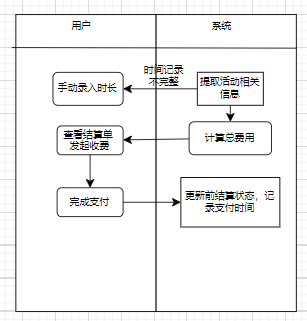 用户
系统
时间记录
不完整
手动录入时长
提取活动相关
信息
查看结算单
发起收费
计算总费用
完成支付
更新前结算状态，记
录支付时间